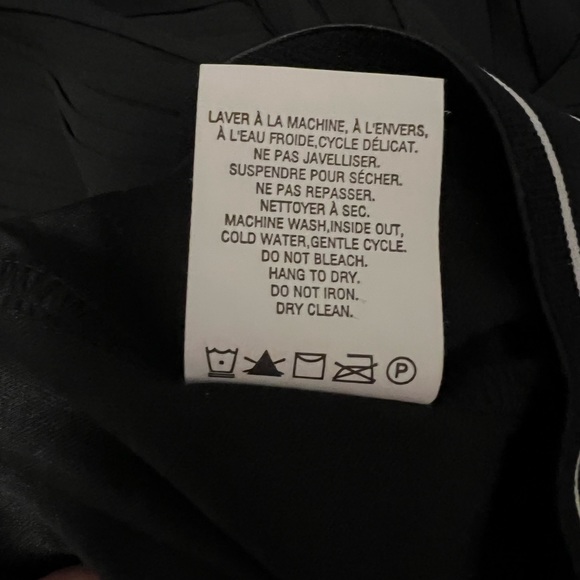 LAVER À LA MACHINE, À L'ENVERS,
À L'EAU FROIDE,CYCLE DÉLICAT.
NE PAS JAVELLISER.
SUSPENDRE POUR SÉCHER.
NE PAS REPASSER.
NETTOYER À SEC.
MACHINE WASH,INSIDE OUT,
COLD WATER,GENTLE CYCLE.
DO NOT BLEACH.
HANG TO DRY.
DO NOT IRON.
DRY CLEAN.
P